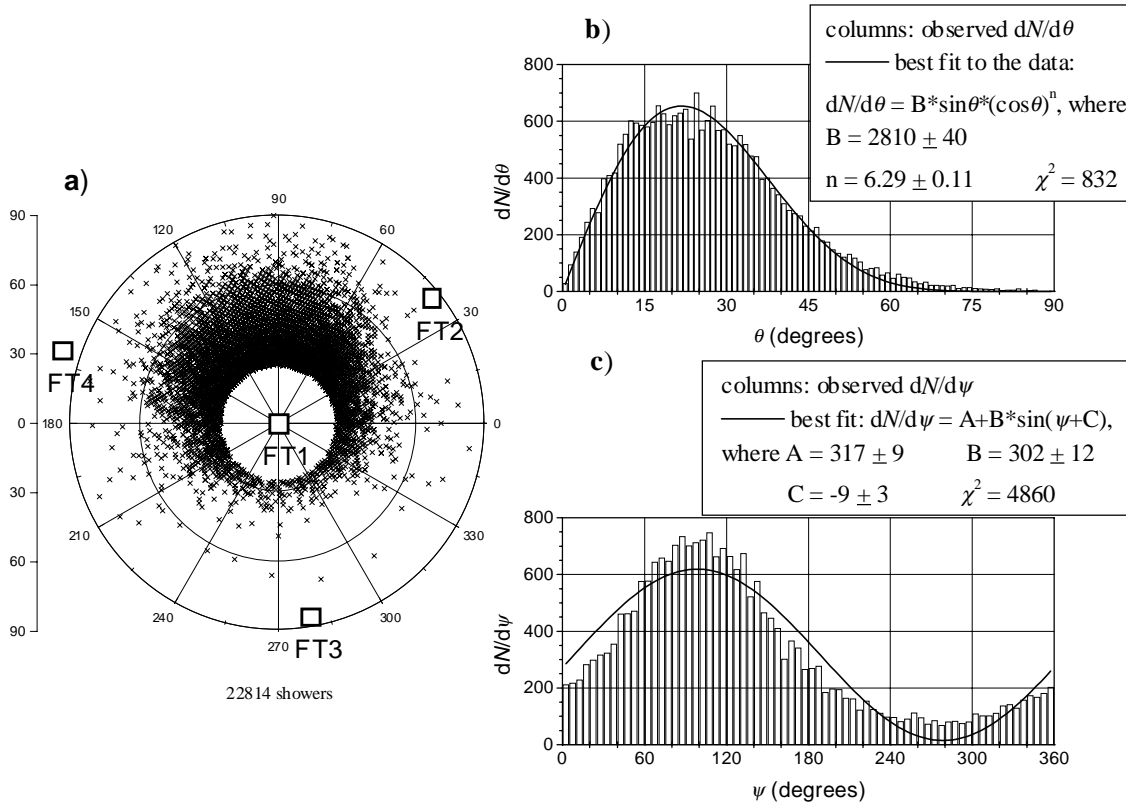 a)
90
60
30
0
30
60
90
90
120
60
150
30
180
0
210
330
240
300
270
FT1
FT2
FT3
FT4
22814 showers
b)
columns: observed dN/dθ
best fit to the data:
dN/dθ = B*sinθ*(cosθ)ⁿ, where
B = 2810 ± 40
n = 6.29 ± 0.11 χ² = 832
800
600
400
200
0
dN/dθ
0 15 30 45 60 75 90
θ (degrees)
c)
columns: observed dN/dψ
best fit: dN/dψ = A+B*sin(ψ+C),
where A = 317 ± 9 B = 302 ± 12
C = -9 ± 3 χ² = 4860
800
600
400
200
0
dN/dψ
0 60 120 180 240 300 360
ψ (degrees)